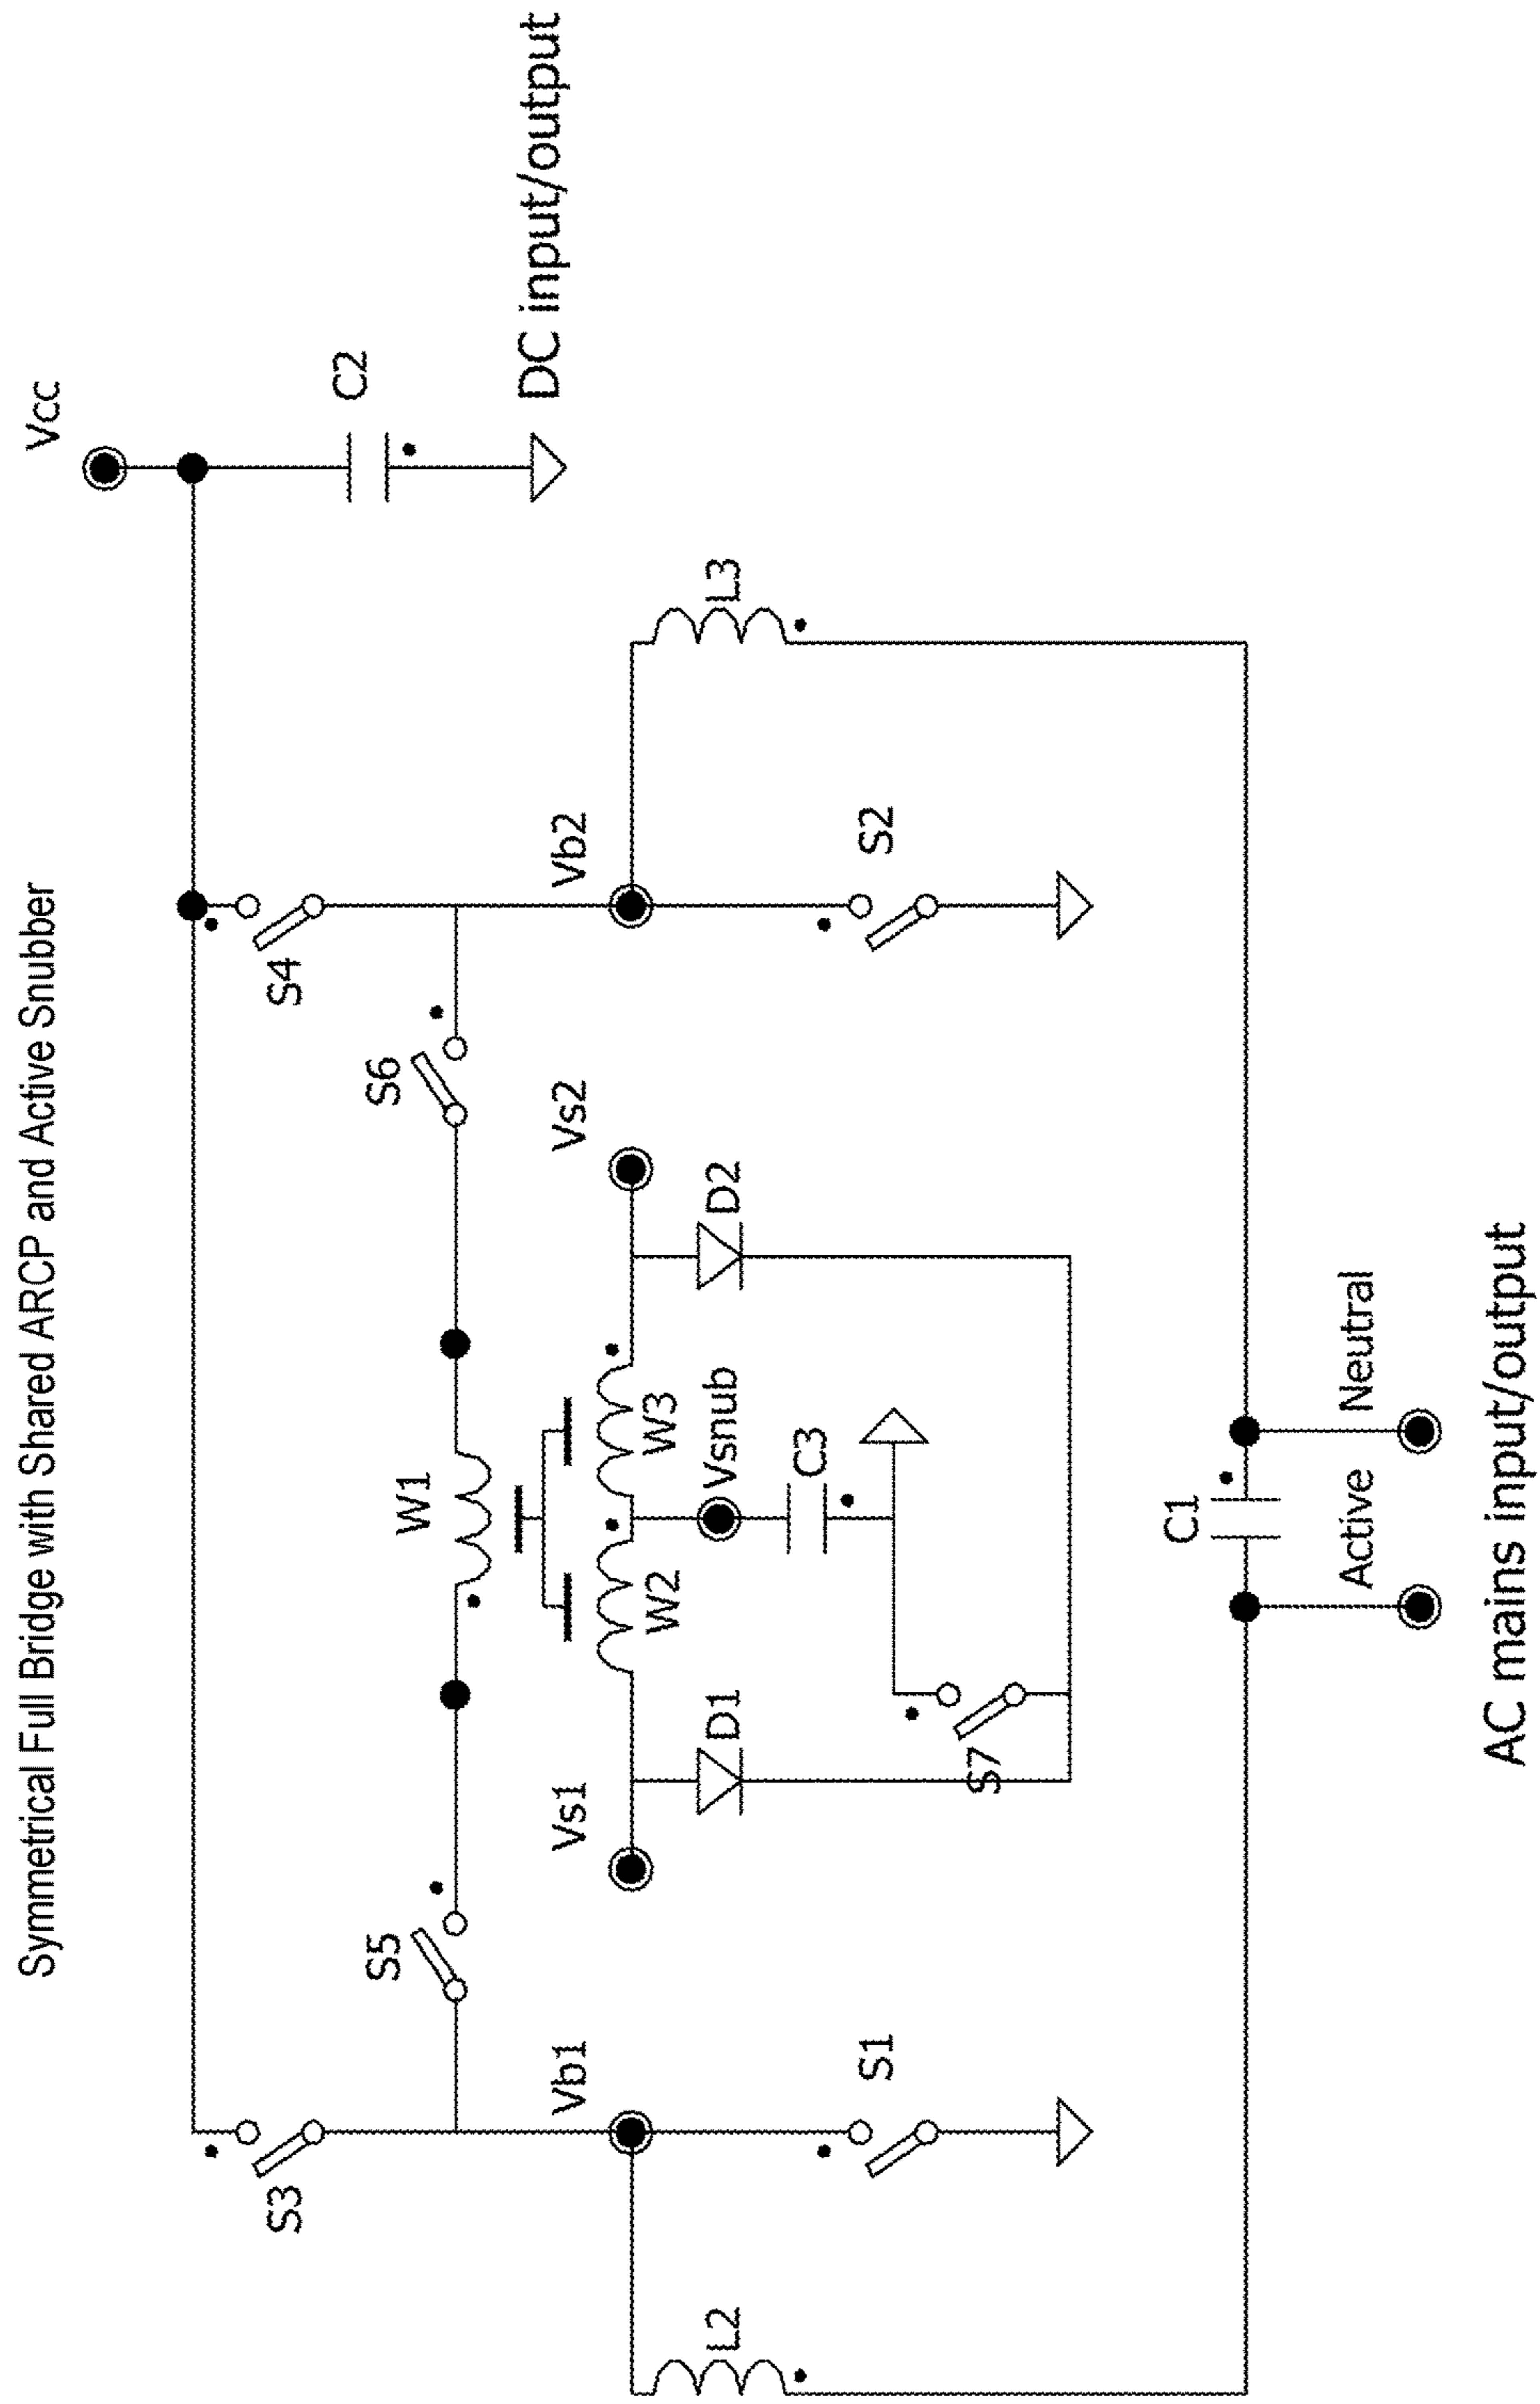 Symmetrical Full Bridge with Shared ARCP and Active Snubber
Vcc
S3
S5
W1
S6
S4
C2
DC input/output
Vb1
Vs1
Vs2
Vb2
L2
D1
W2
W3
D2
L3
Vsnub
S1
C3
S2
S7
C1
Active
Neutral
AC mains input/output